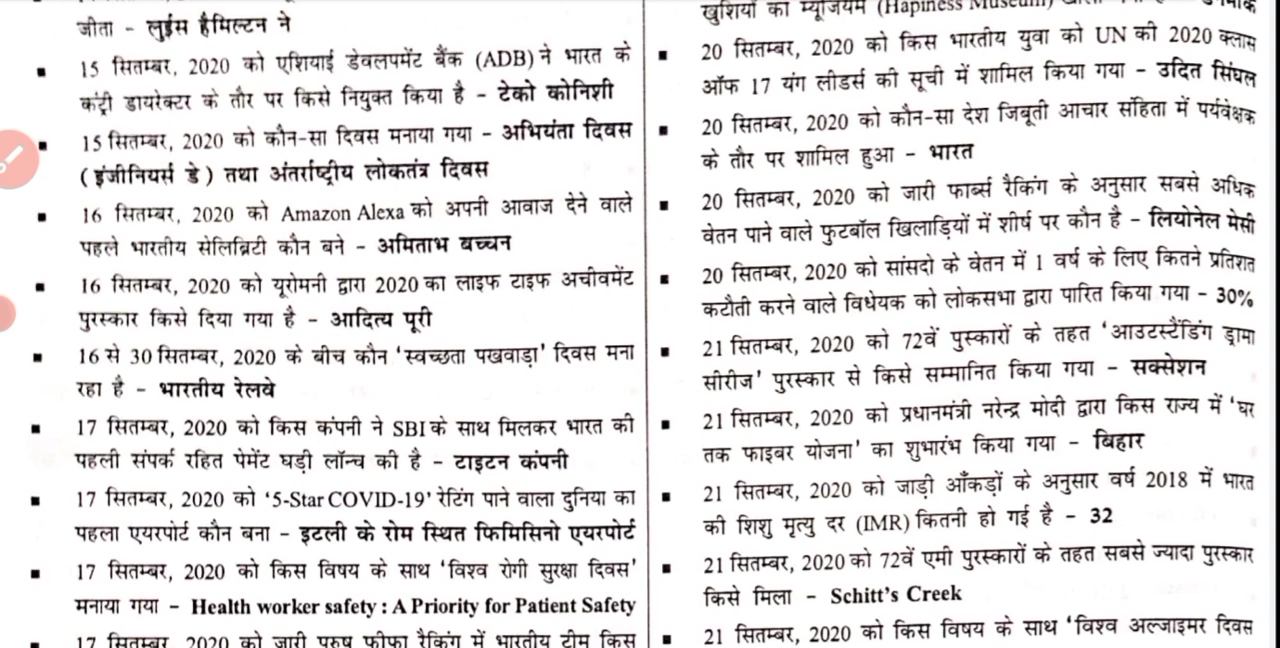 जीता - लुईस हैमिल्टन ने
▪ 15 सितम्बर, 2020 को एशियाई डेवलपमेंट बैंक (ADB) ने भारत के
कंट्री डायरेक्टर के तौर पर किसे नियुक्त किया है - टेको कोनिशी
▪ 15 सितम्बर, 2020 को कौन-सा दिवस मनाया गया - अभियंता दिवस
(इंजीनियर्स डे) तथा अंतर्राष्ट्रीय लोकतंत्र दिवस
▪ 16 सितम्बर, 2020 को Amazon Alexa को अपनी आवाज देने वाले
पहले भारतीय सेलिब्रिटी कौन बने - अमिताभ बच्चन
▪ 16 सितम्बर, 2020 को यूरोमनी द्वारा 2020 का लाइफ टाइफ अचीवमेंट
पुरस्कार किसे दिया गया है - आदित्य पूरी
▪ 16 से 30 सितम्बर, 2020 के बीच कौन 'स्वच्छता पखवाड़ा' दिवस मना
रहा है - भारतीय रेलवे
▪ 17 सितम्बर, 2020 को किस कंपनी ने SBI के साथ मिलकर भारत की
पहली संपर्क रहित पेमेंट घड़ी लॉन्च की है - टाइटन कंपनी
▪ 17 सितम्बर, 2020 को '5-Star COVID-19' रेटिंग पाने वाला दुनिया का
पहला एयरपोर्ट कौन बना - इटली के रोम स्थित फिमिसिनो एयरपोर्ट
▪ 17 सितम्बर, 2020 को किस विषय के साथ 'विश्व रोगी सुरक्षा दिवस'
मनाया गया - Health worker safety : A Priority for Patient Safety
▪ 17 सितम्बर, 2020 को जारी पुरुष फीफा रैंकिंग में भारतीय टीम किस
खुशियों का म्यूजियम (Hapiness Museum)
▪ 20 सितम्बर, 2020 को किस भारतीय युवा को UN की 2020 क्लास
ऑफ 17 यंग लीडर्स की सूची में शामिल किया गया - उदित सिंघल
▪ 20 सितम्बर, 2020 को कौन-सा देश जिबूती आचार संहिता में पर्यवेक्षक
के तौर पर शामिल हुआ - भारत
▪ 20 सितम्बर, 2020 को जारी फार्ब्स रैकिंग के अनुसार सबसे अधिक
वेतन पाने वाले फुटबॉल खिलाड़ियों में शीर्ष पर कौन है - लियोनेल मेसी
▪ 20 सितम्बर, 2020 को सांसदो के वेतन में 1 वर्ष के लिए कितने प्रतिशत
कटौती करने वाले विधेयक को लोकसभा द्वारा पारित किया गया - 30%
▪ 21 सितम्बर, 2020 को 72वें पुस्कारों के तहत 'आउटस्टैंडिंग ड्रामा
सीरीज' पुरस्कार से किसे सम्मानित किया गया - सक्सेशन
▪ 21 सितम्बर, 2020 को प्रधानमंत्री नरेन्द्र मोदी द्वारा किस राज्य में 'घर
तक फाइबर योजना' का शुभारंभ किया गया - बिहार
▪ 21 सितम्बर, 2020 को जाड़ी आँकड़ों के अनुसार वर्ष 2018 में भारत
की शिशु मृत्यु दर (IMR) कितनी हो गई है - 32
▪ 21 सितम्बर, 2020 को 72वें एमी पुरस्कारों के तहत सबसे ज्यादा पुरस्कार
किसे मिला - Schitt's Creek
▪ 21 सितम्बर, 2020 को किस विषय के साथ 'विश्व अल्जाइमर दिवस